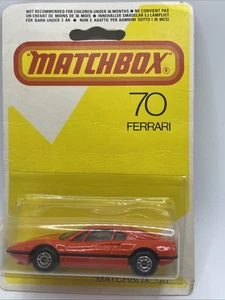 NOT RECOMMENDED FOR CHILDREN UNDER 36 MONTHS ● NE CONVIENT PAS
UN ENFANT DE MOINS DE 36 MOIS ● INNEHÅLLER SMÅDELAR EJ LÄMPLIGT
FÖR BARN UNDER 3 ÅR ● NON È ADATTO PER BAMBINI SOTTO I 36 MESI
MATCHBOX
®
70
FERRARI
MATCHBOX